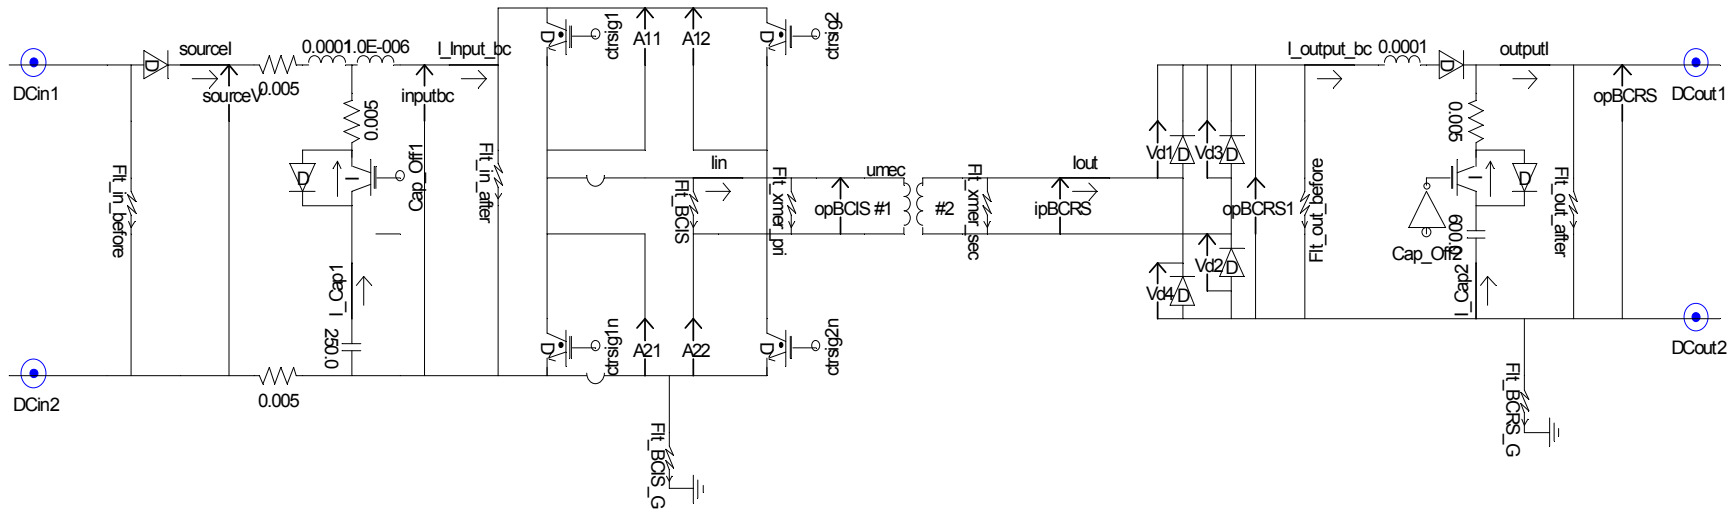 DCin1
DCin2
sourceI
sourceV
0.005
0.0001
1.0E-006
I_Input_bc
inputbc
0.005
D
D
I
Cap_Off1
I_Cap1
250.0
0.005
Flt_in_before
Flt_in_after
D
ctrsig1
A11
A12
D
ctrsig2
D
ctrsig1n
A21
A22
D
ctrsig2n
Flt_BCIS_G
Flt_BCIS
Iin
Flt_xmer_pri
opBCIS
umec
#1
#2
Flt_xmer_sec
ipBCRS
Iout
Vd1
D
Vd3
D
Vd4
D
Vd2
D
opBCRS1
Flt_out_before
I_output_bc
0.0001
D
outputI
0.005
I
D
Cap_Off2
600.0
I_Cap2
Flt_out_after
opBCRS
DCout1
DCout2
Flt_BCRS_G